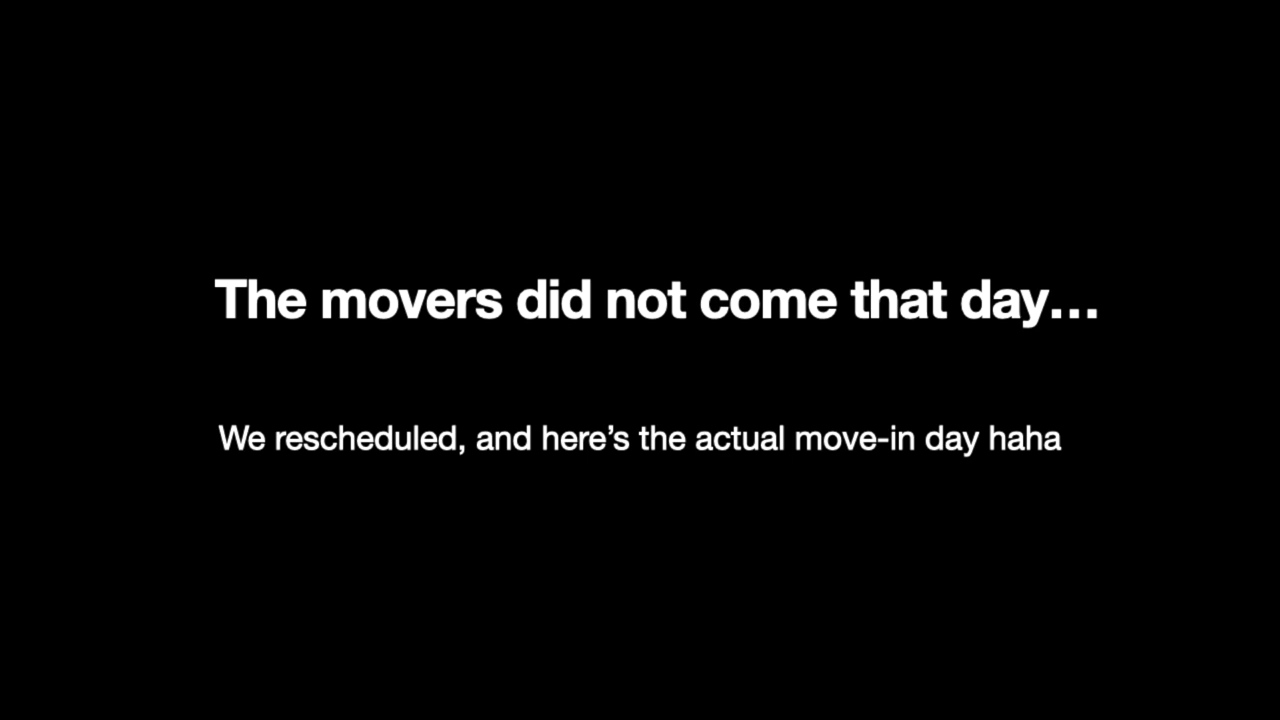 The movers did not come that day…
We rescheduled, and here’s the actual move-in day haha